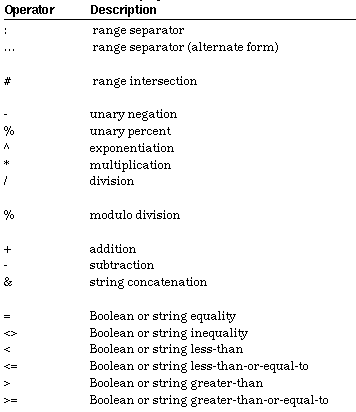 Operator Description
: range separator
... range separator (alternate form)
# range intersection
- unary negation
% unary percent
^ exponentiation
* multiplication
/ division
% modulo division
+ addition
- subtraction
& string concatenation
= Boolean or string equality
<> Boolean or string inequality
< Boolean or string less-than
<= Boolean or string less-than-or-equal-to
> Boolean or string greater-than
>= Boolean or string greater-than-or-equal-to